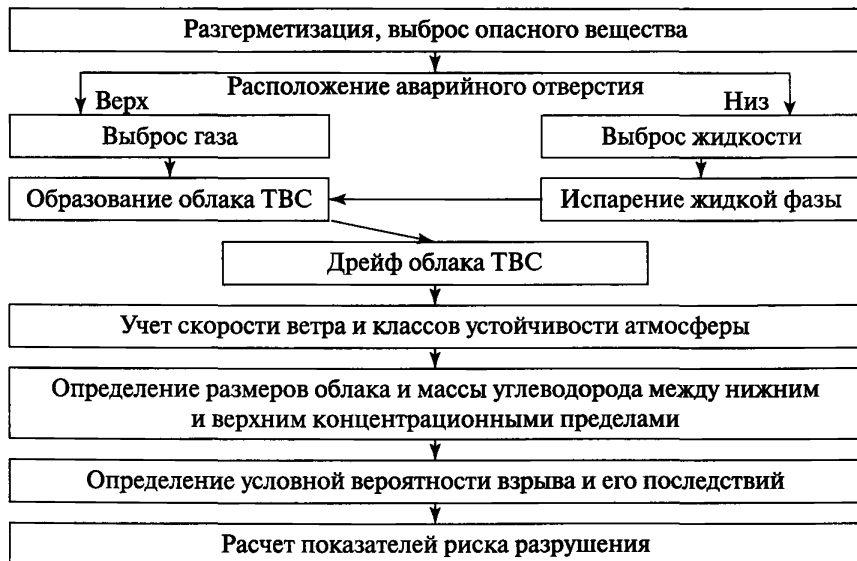 Разгерметизация, выброс опасного вещества
Расположение аварийного отверстия
Верх
Низ
Выброс газа
Выброс жидкости
Образование облака ТВС
Испарение жидкой фазы
Дрейф облака ТВС
Учет скорости ветра и классов устойчивости атмосферы
Определение размеров облака и массы углеводорода между нижним
и верхним концентрационными пределами
Определение условной вероятности взрыва и его последствий
Расчет показателей риска разрушения